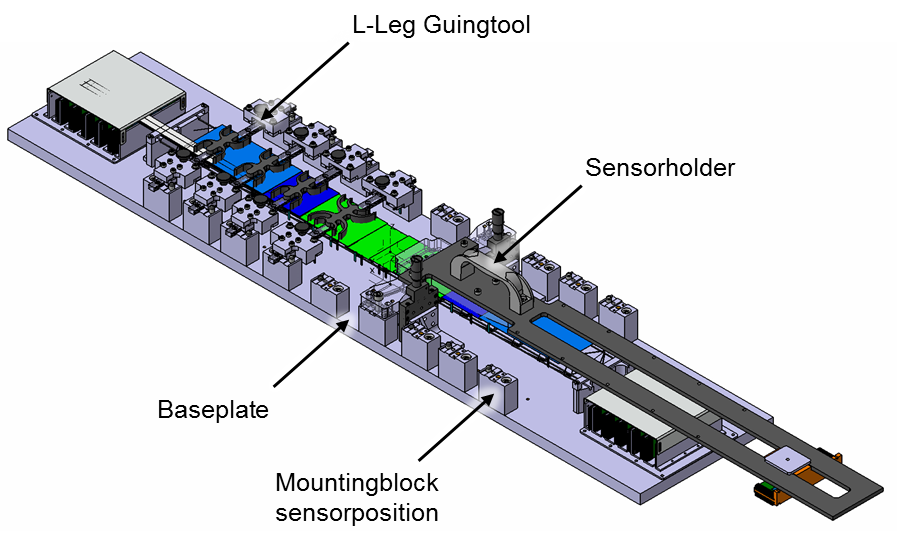 L-Leg Guingtool
Sensorholder
Baseplate
Mountingblock
sensorposition